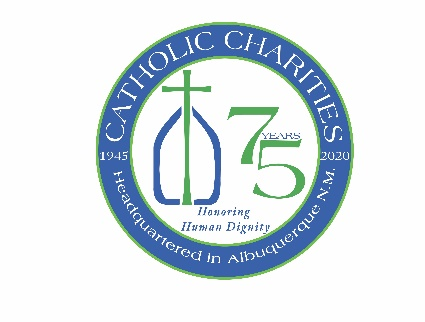 CATHOLIC CHARITIES
1945
2020
75
YEARS
Honoring
Human Dignity
Headquartered in Albuquerque N.M.